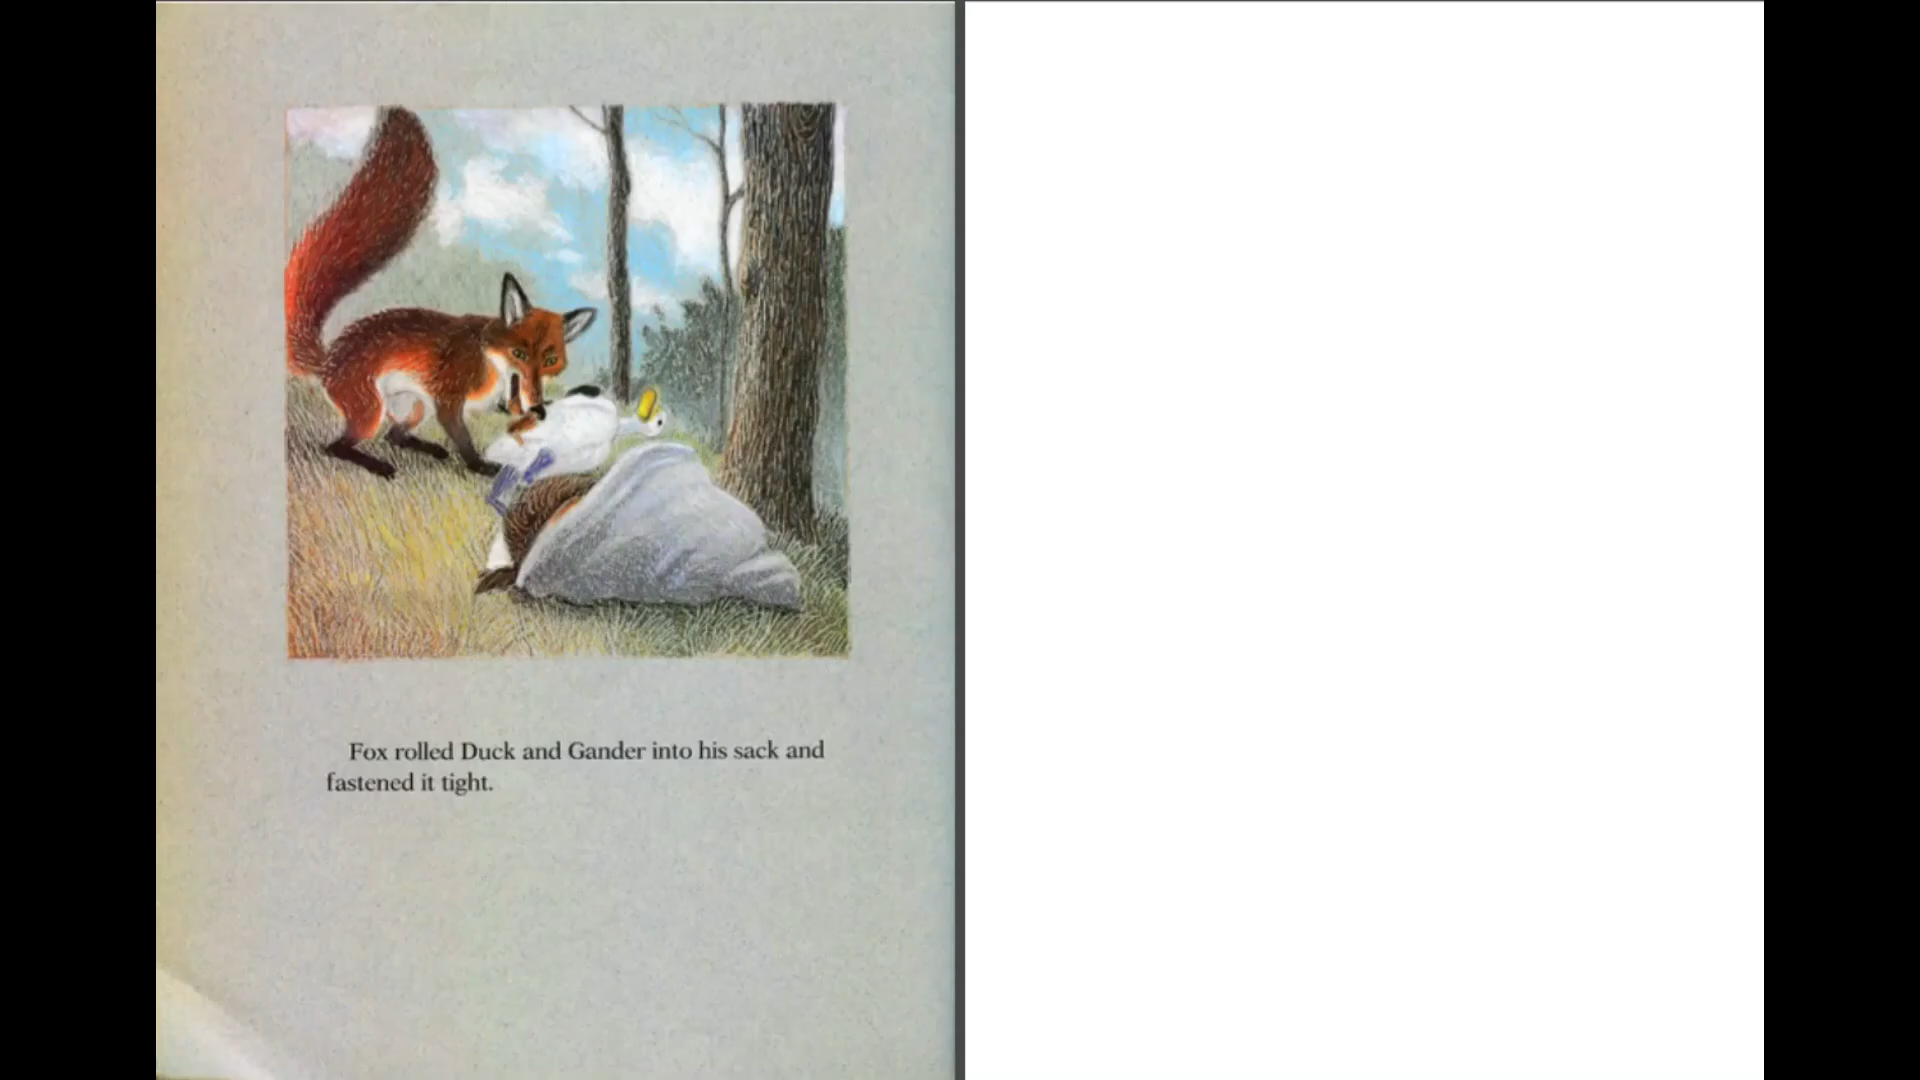 Fox rolled Duck and Gander into his sack and
fastened it tight.